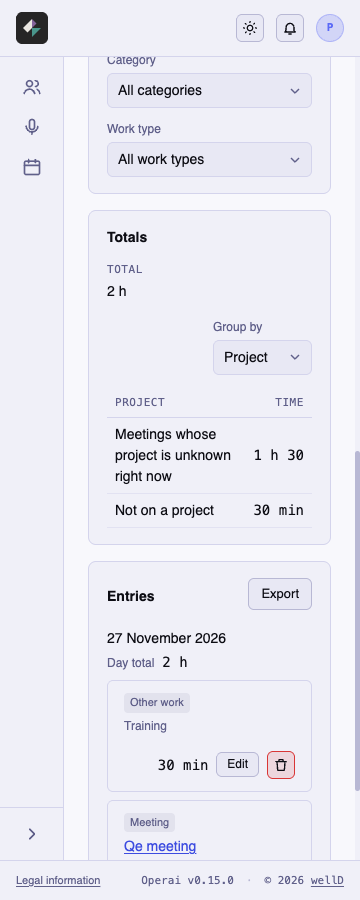 P
Category
All categories
Work type
All work types
Totals
TOTAL
2 h
Group by
Project
PROJECT TIME
Meetings whose
project is unknown 1 h 30
right now
Not on a project 30 min
Entries Export
27 November 2026
Day total 2 h
Other work
Training
30 min Edit
Meeting
Qe meeting
Legal information Operai v0.15.0 · © 2026 wellD